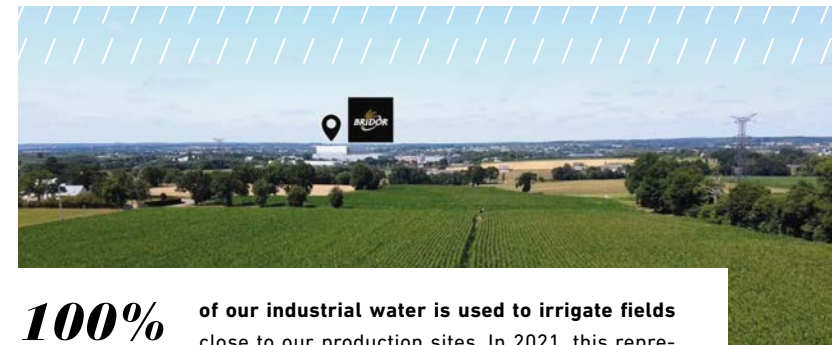 BRIDOR
100%
of our industrial water is used to irrigate fields
close to our production sites. In 2021, this repre-